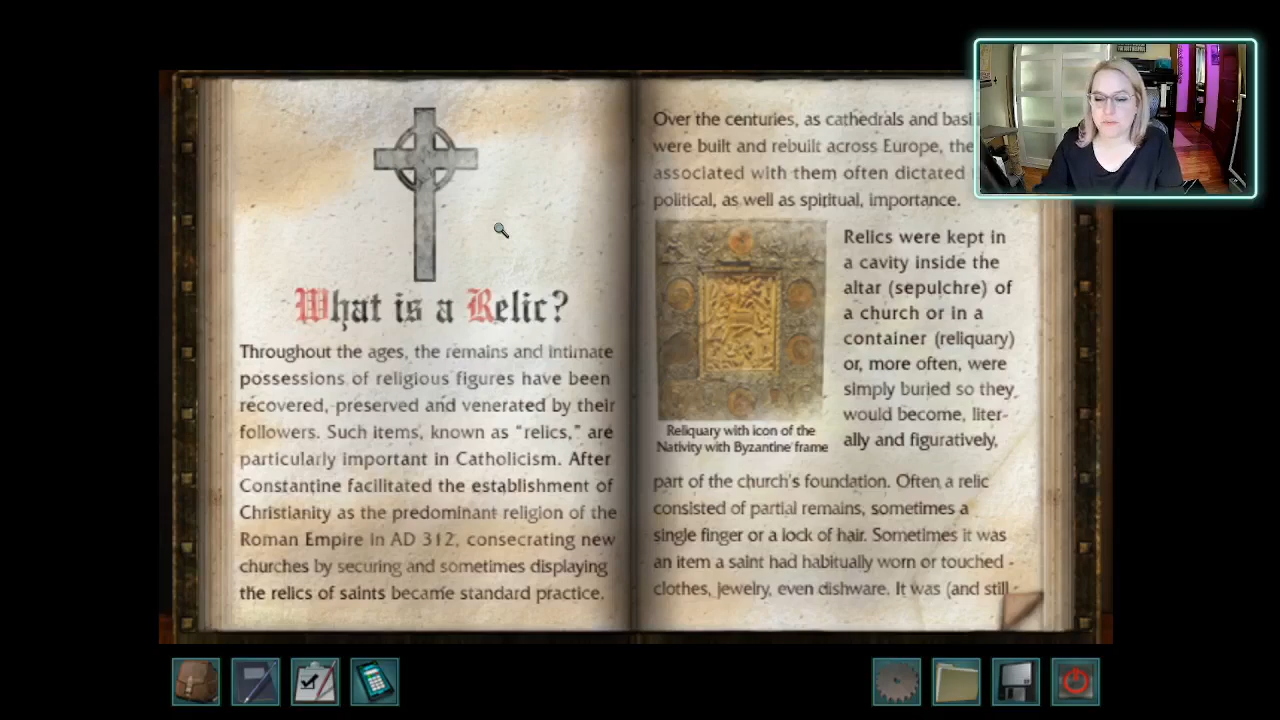 What is a Relic?
Throughout the ages, the remains and intimate
possessions of religious figures have been
recovered, preserved and venerated by their
followers. Such items, known as “relics,” are
particularly important in Catholicism. After
Constantine facilitated the establishment of
Christianity as the predominant religion of the
Roman Empire in AD 312, consecrating new
churches by securing and sometimes displaying
the relics of saints became standard practice.
Over the centuries, as cathedrals and basi
were built and rebuilt across Europe, the
associated with them often dictated
political, as well as spiritual, importance.
Relics were kept in
a cavity inside the
altar (sepulchre) of
a church or in a
container (reliquary)
or, more often, were
simply buried so they
would become, liter-
ally and figuratively,
Reliquary with icon of the
Nativity with Byzantine frame
part of the church's foundation. Often a relic
consisted of partial remains, sometimes a
single finger or a lock of hair. Sometimes it was
an item a saint had habitually worn or touched -
clothes, jewelry, even dishware. It was (and still